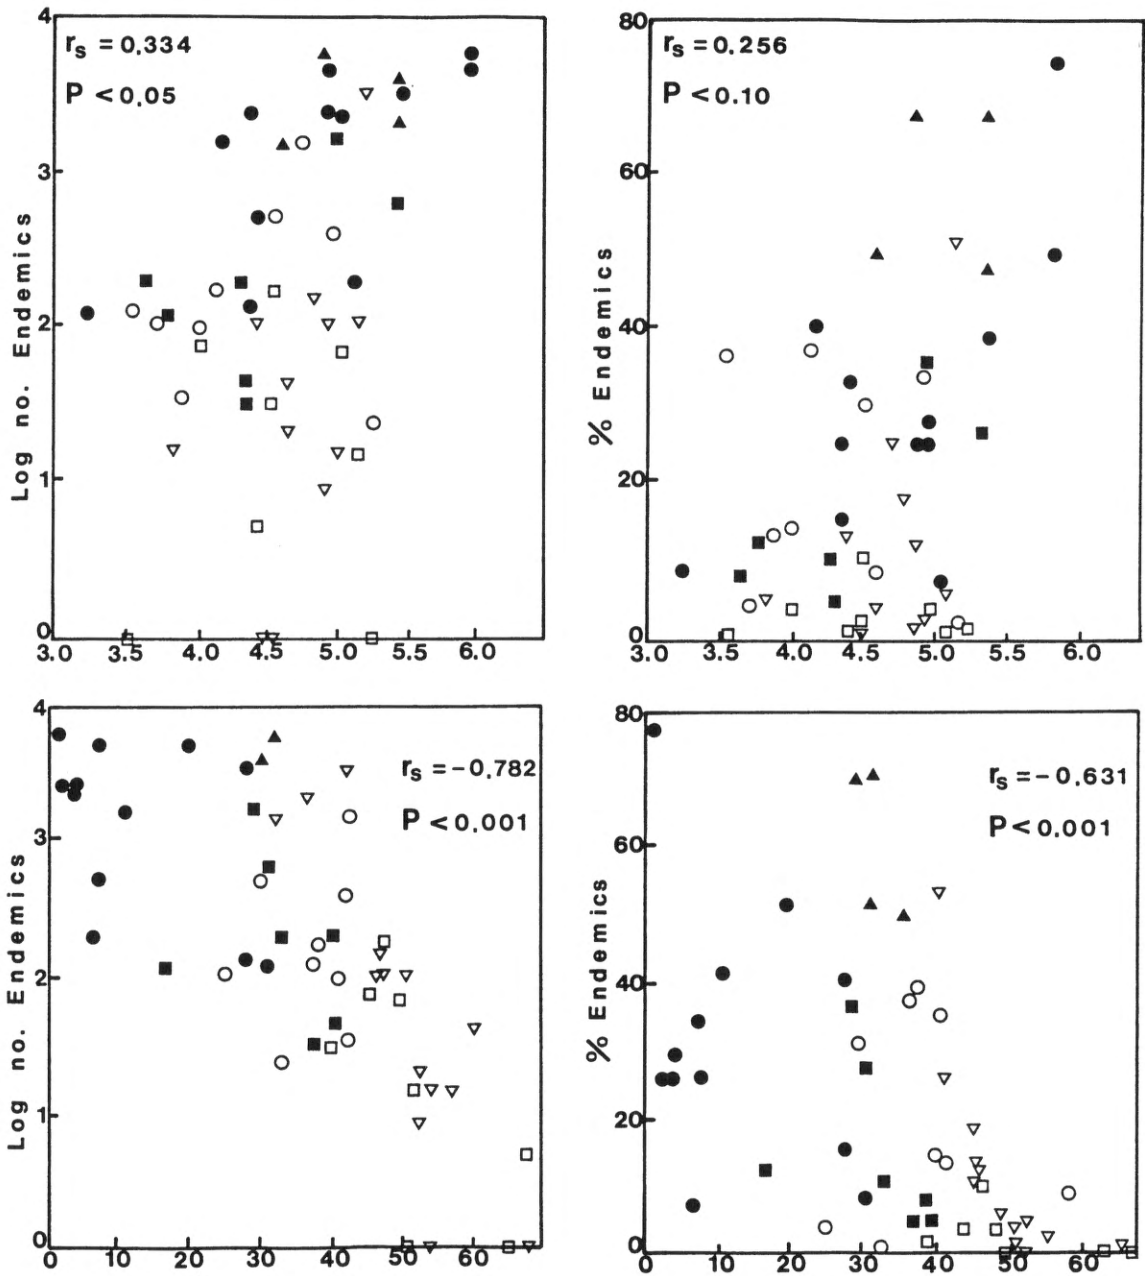 4
rs = 0.334
P < 0.05
3
2
1
0
Log no. Endemics
3.0 3.5 4.0 4.5 5.0 5.5 6.0
80
rs = 0.256
P < 0.10
60
40
20
0
% Endemics
3.0 3.5 4.0 4.5 5.0 5.5 6.0
4
rs = -0.782
P < 0.001
3
2
1
0
Log no. Endemics
0 10 20 30 40 50 60
80
rs = -0.631
P < 0.001
60
40
20
0
% Endemics
0 10 20 30 40 50 60